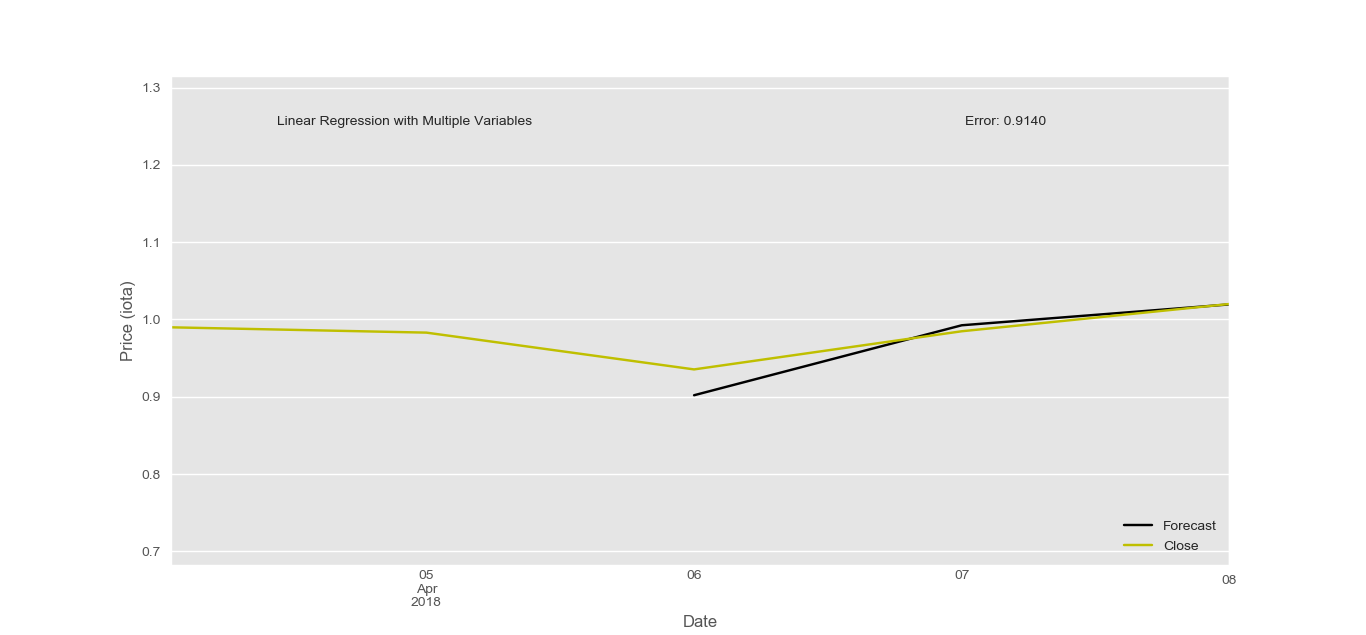 Linear Regression with Multiple Variables
Error: 0.9140
1.3
1.2
1.1
1.0
0.9
0.8
0.7
Price (iota)
Forecast
Close
05
Apr
2018
06
07
08
Date